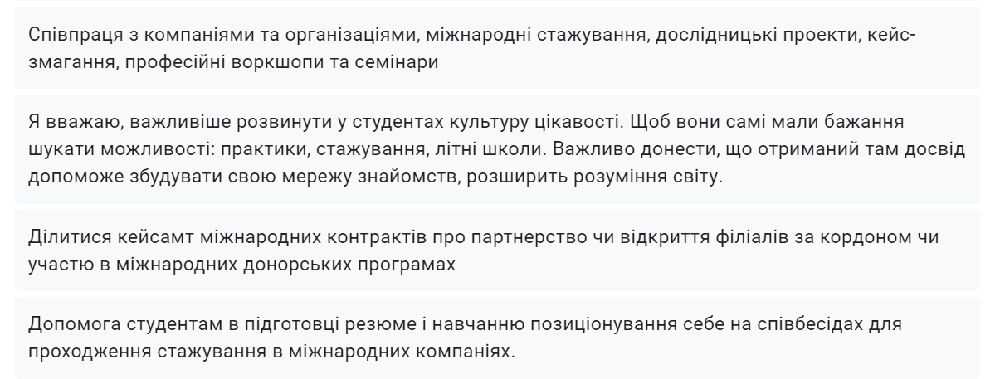 Співпраця з компаніями та організаціями, міжнародні стажування, дослідницькі проекти, кейс-
змагання, професійні воркшопи та семінари
Я вважаю, важливіше розвинути у студентах культуру цікавості. Щоб вони самі мали бажання
шукати можливості: практики, стажування, літні школи. Важливо донести, що отриманий там досвід
допоможе збудувати свою мережу знайомств, розширить розуміння світу.
Ділитися кейсамт міжнародних контрактів про партнерство чи відкриття філіалів за кордоном чи
участю в міжнародних донорських програмах
Допомога студентам в підготовці резюме і навчанню позиціонування себе на співбесідах для
проходження стажування в міжнародних компаніях.